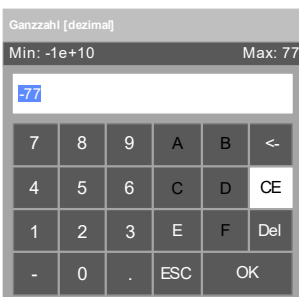 Ganzzahl [dezimal]
Min: -1e+10 Max: 77
-77
7 8 9 A B <-
4 5 6 C D CE
1 2 3 E F Del
- 0 . ESC OK